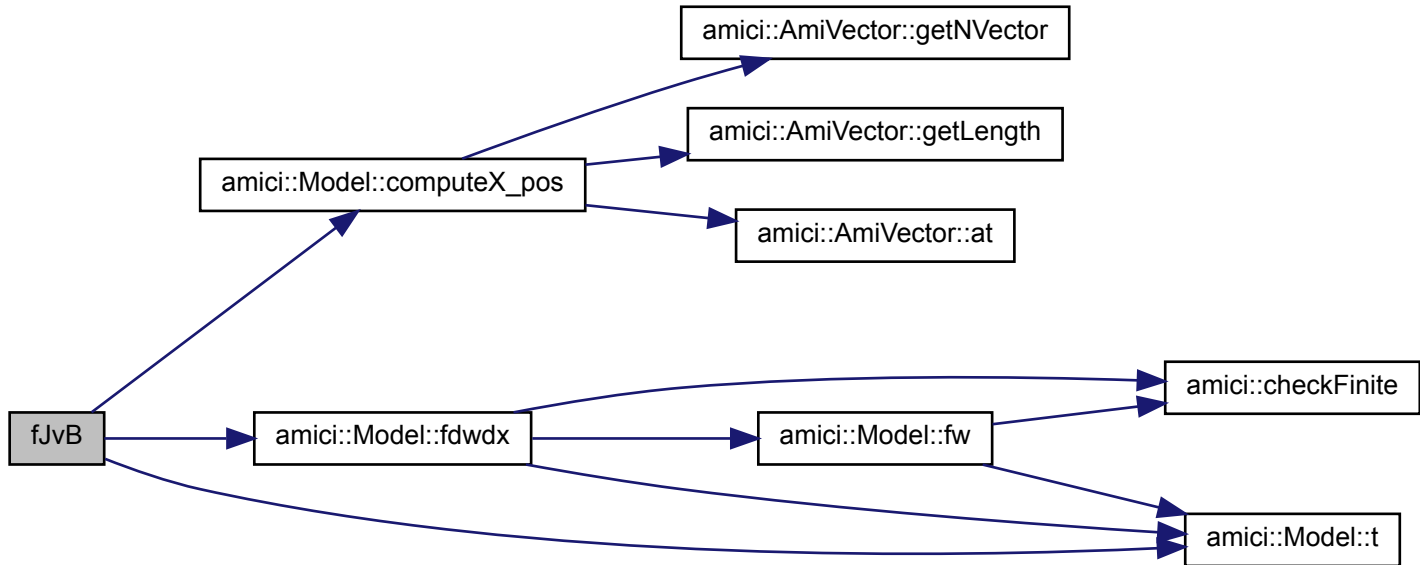 amici::AmiVector::getNVector
amici::AmiVector::getLength
amici::Model::computeX_pos
amici::AmiVector::at
amici::checkFinite
fJvB
amici::Model::fdwdx
amici::Model::fw
amici::Model::t